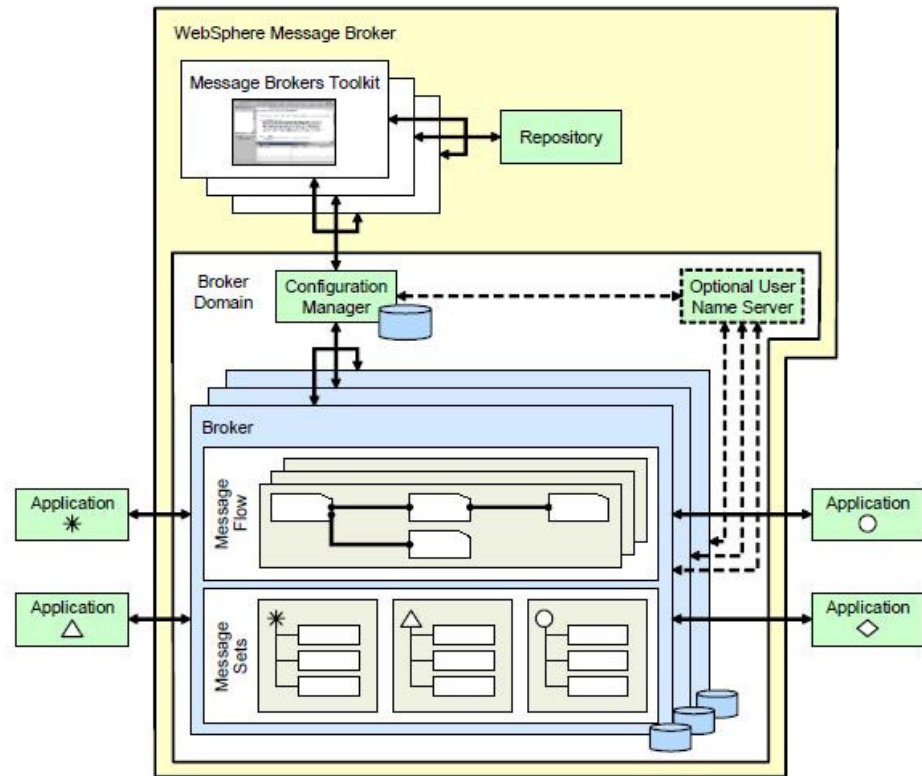 WebSphere Message Broker
Message Brokers Toolkit
Repository
Broker
Domain
Configuration
Manager
Optional User
Name Server
Broker
Message
Flow
Application
Application
Application
Application
Message
Sets